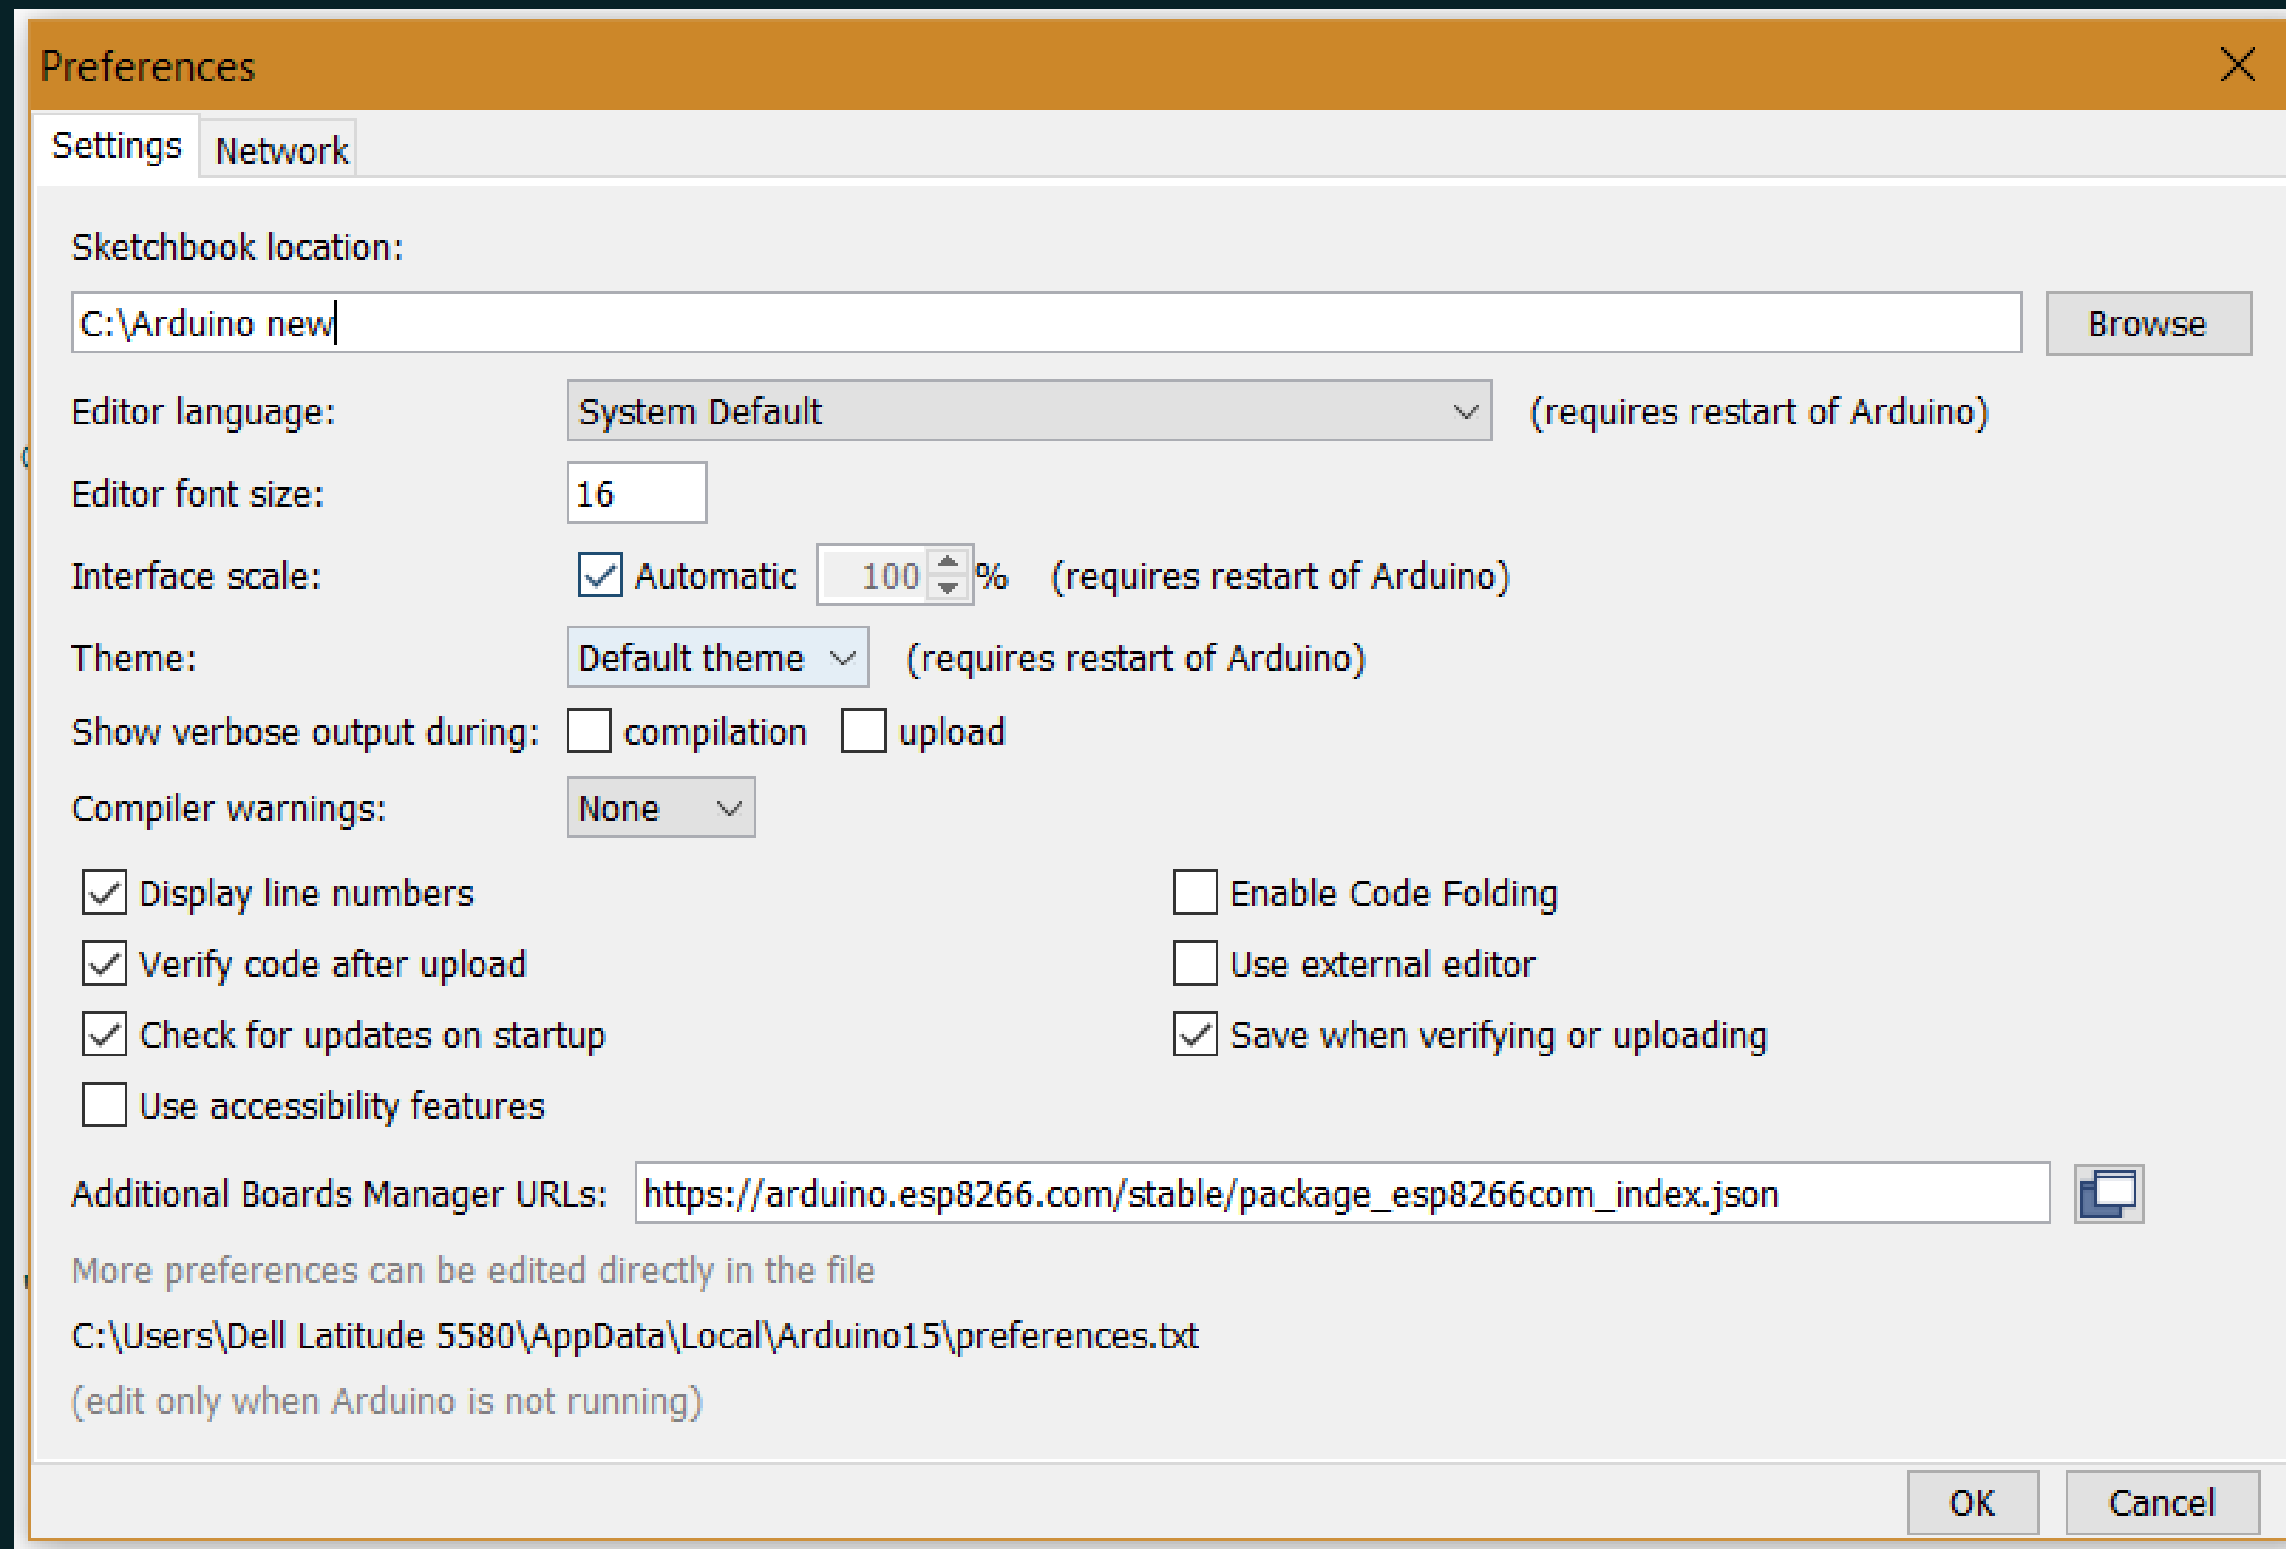 Preferences
Settings Network
Sketchbook location:
C:\Arduino new Browse
Editor language: System Default (requires restart of Arduino)
Editor font size: 16
Interface scale: Automatic 100 % (requires restart of Arduino)
Theme: Default theme (requires restart of Arduino)
Show verbose output during: compilation upload
Compiler warnings: None
Display line numbers Enable Code Folding
Verify code after upload Use external editor
Check for updates on startup Save when verifying or uploading
Use accessibility features
Additional Boards Manager URLs: https://arduino.esp8266.com/stable/package_esp8266com_index.json
More preferences can be edited directly in the file
C:\Users\Dell Latitude 5580\AppData\Local\Arduino15\preferences.txt
(edit only when Arduino is not running)
OK Cancel